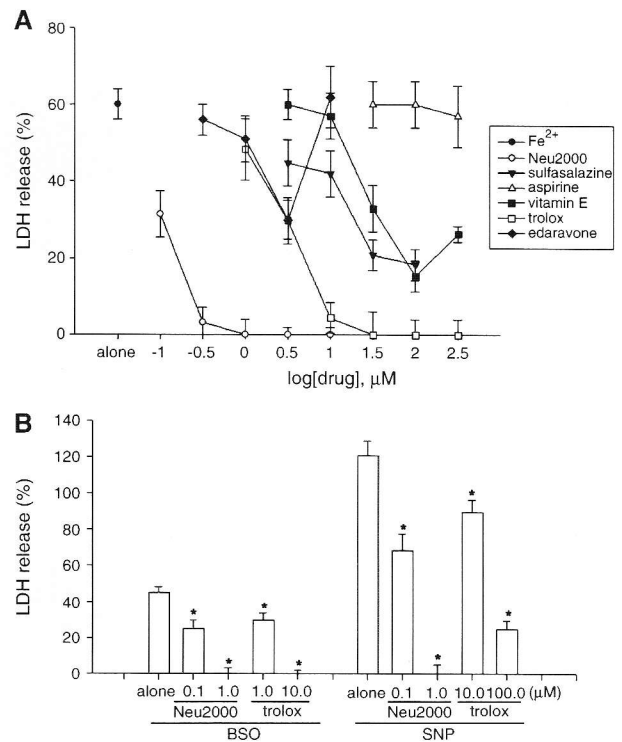 A
80
60
40
20
0
LDH release (%)
alone -1 -0.5 0 0.5 1 1.5 2 2.5
log[drug], μM
Fe2+
Neu2000
sulfasalazine
aspirine
vitamin E
trolox
edaravone
B
140
120
100
80
60
40
20
0
LDH release (%)
* * * * * * * *
alone 0.1 1.0 1.0 10.0 alone 0.1 1.0 10.0 100.0 (μM)
Neu2000 trolox Neu2000 trolox
BSO SNP